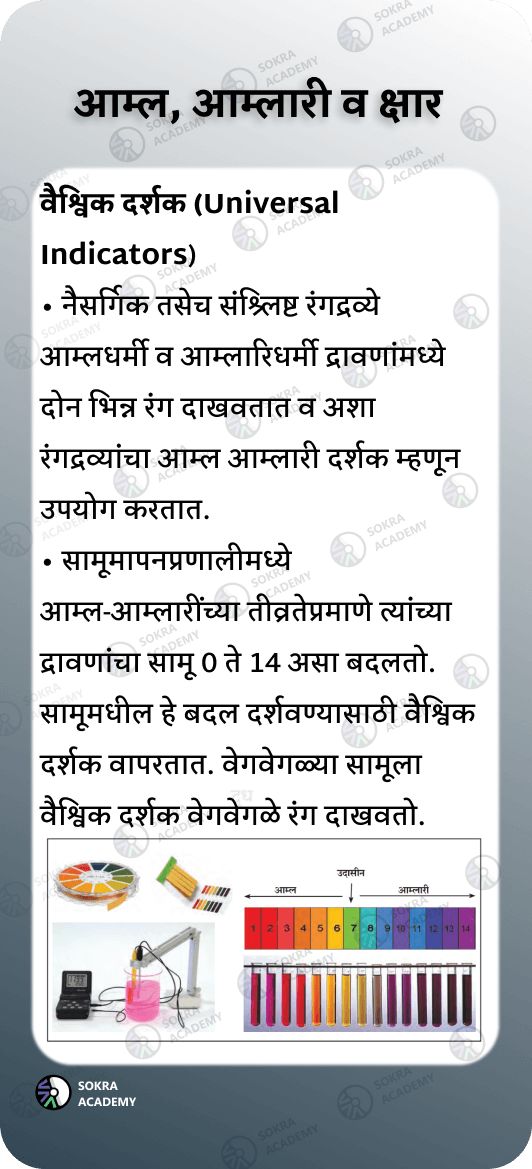 आम्ल, आम्लारी व क्षार
वैश्विक दर्शक (Universal
Indicators)
• नैसर्गिक तसेच संश्लिष्ट रंगद्रव्ये
आम्लधर्मी व आम्लारिधर्मी द्रावणांमध्ये
दोन भिन्न रंग दाखवतात व अशा
रंगद्रव्यांचा आम्ल आम्लारी दर्शक म्हणून
उपयोग करतात.
• सामूमापनप्रणालीमध्ये
आम्ल-आम्लारींच्या तीव्रतेप्रमाणे त्यांच्या
द्रावणांचा सामू 0 ते 14 असा बदलतो.
सामूमधील हे बदल दर्शवण्यासाठी वैश्विक
दर्शक वापरतात. वेगवेगळ्या सामूला
वैश्विक दर्शक वेगवेगळे रंग दाखवतो.
उदासीन
आम्ल आम्लारी
1 2 3 4 5 6 7 8 9 10 11 12 13 14
SOKRA
ACADEMY